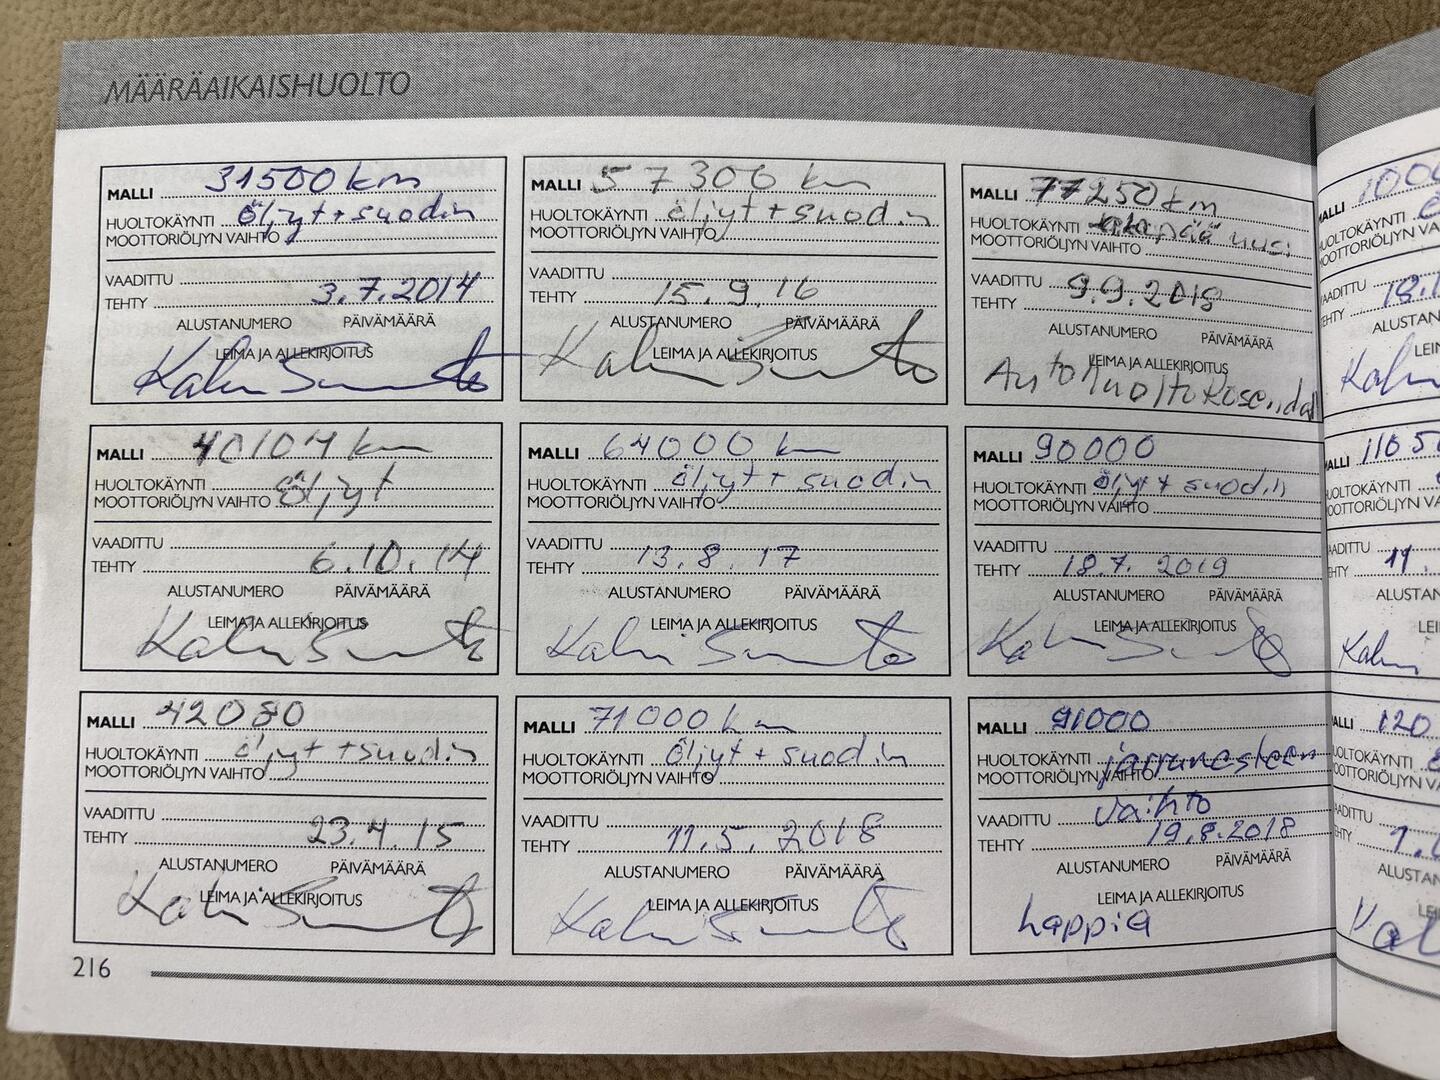 MÄÄRÄAIKAISHUOLTO
MALLI 31500 km
HUOLTOKÄYNTI öljyt + suodin
MOOTTORIÖLJYN VAIHTO
VAADITTU
TEHTY 3.7.2014
ALUSTANUMERO PÄIVÄMÄÄRÄ
LEIMA JA ALLEKIRJOITUS
MALLI 40104 km
HUOLTOKÄYNTI
MOOTTORIÖLJYN VAIHTO öljyt
VAADITTU
TEHTY 6.10.14
ALUSTANUMERO PÄIVÄMÄÄRÄ
LEIMA JA ALLEKIRJOITUS
MALLI 42080
HUOLTOKÄYNTI öljyt + suodin
MOOTTORIÖLJYN VAIHTO
VAADITTU
TEHTY 23.4.15
ALUSTANUMERO PÄIVÄMÄÄRÄ
LEIMA JA ALLEKIRJOITUS
MALLI 57306 km
HUOLTOKÄYNTI öljyt + suodin
MOOTTORIÖLJYN VAIHTO
VAADITTU
TEHTY 15.9.16
ALUSTANUMERO PÄIVÄMÄÄRÄ
LEIMA JA ALLEKIRJOITUS
MALLI 64000 km
HUOLTOKÄYNTI öljyt + suodin
MOOTTORIÖLJYN VAIHTO
VAADITTU
TEHTY 13.8.17
ALUSTANUMERO PÄIVÄMÄÄRÄ
LEIMA JA ALLEKIRJOITUS
MALLI 71000 km
HUOLTOKÄYNTI öljyt + suodin
MOOTTORIÖLJYN VAIHTO
VAADITTU
TEHTY 11.5.2018
ALUSTANUMERO PÄIVÄMÄÄRÄ
LEIMA JA ALLEKIRJOITUS
MALLI 77250 km
HUOLTOKÄYNTI uusi
MOOTTORIÖLJYN VAIHTO
VAADITTU
TEHTY 9.9.2018
ALUSTANUMERO PÄIVÄMÄÄRÄ
LEIMA JA ALLEKIRJOITUS
Autohuolto Rosendal
MALLI 90000
HUOLTOKÄYNTI öljyt + suodin
MOOTTORIÖLJYN VAIHTO
VAADITTU
TEHTY 18.7.2019
ALUSTANUMERO PÄIVÄMÄÄRÄ
LEIMA JA ALLEKIRJOITUS
MALLI 91000
HUOLTOKÄYNTI jarrunesteen
MOOTTORIÖLJYN VAIHTO
VAADITTU vaihto
TEHTY 19.8.2018
ALUSTANUMERO PÄIVÄMÄÄRÄ
LEIMA JA ALLEKIRJOITUS
Lappia
216